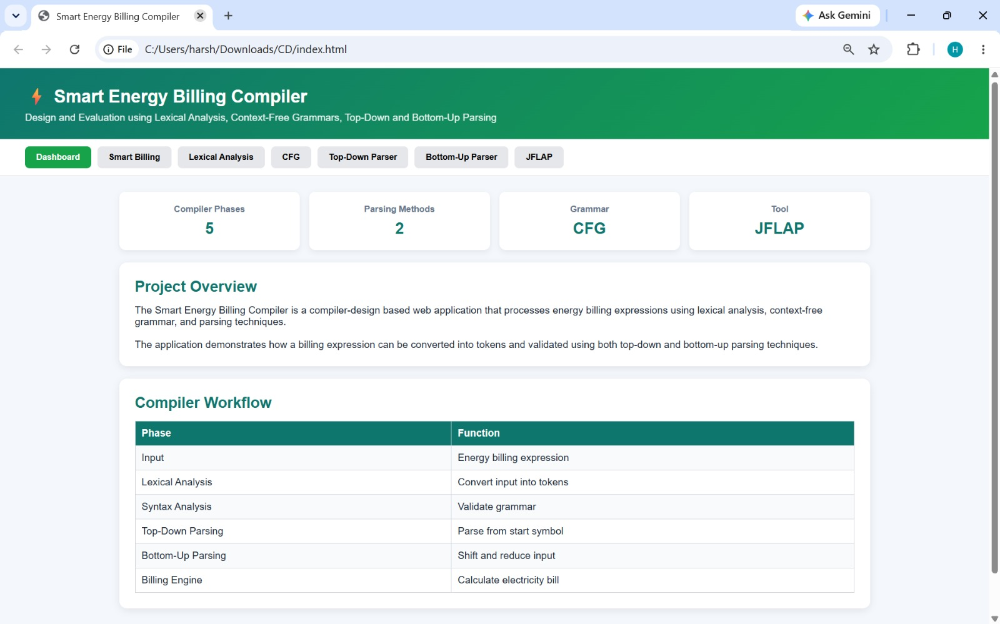 Smart Energy Billing Compiler
Ask Gemini
File C:/Users/harsh/Downloads/CD/index.html
H
Smart Energy Billing Compiler
Design and Evaluation using Lexical Analysis, Context-Free Grammars, Top-Down and Bottom-Up Parsing
Dashboard Smart Billing Lexical Analysis CFG Top-Down Parser Bottom-Up Parser JFLAP
Compiler Phases Parsing Methods Grammar Tool
5 2 CFG JFLAP
Project Overview
The Smart Energy Billing Compiler is a compiler-design based web application that processes energy billing expressions using lexical analysis, context-free
grammar, and parsing techniques.
The application demonstrates how a billing expression can be converted into tokens and validated using both top-down and bottom-up parsing techniques.
Compiler Workflow
Phase Function
Input Energy billing expression
Lexical Analysis Convert input into tokens
Syntax Analysis Validate grammar
Top-Down Parsing Parse from start symbol
Bottom-Up Parsing Shift and reduce input
Billing Engine Calculate electricity bill